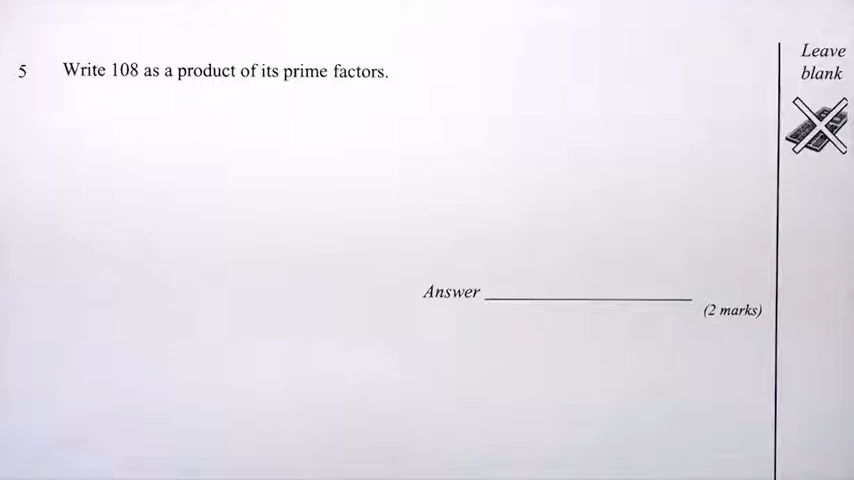 5 Write 108 as a product of its prime factors.
Leave
blank
Answer
(2 marks)